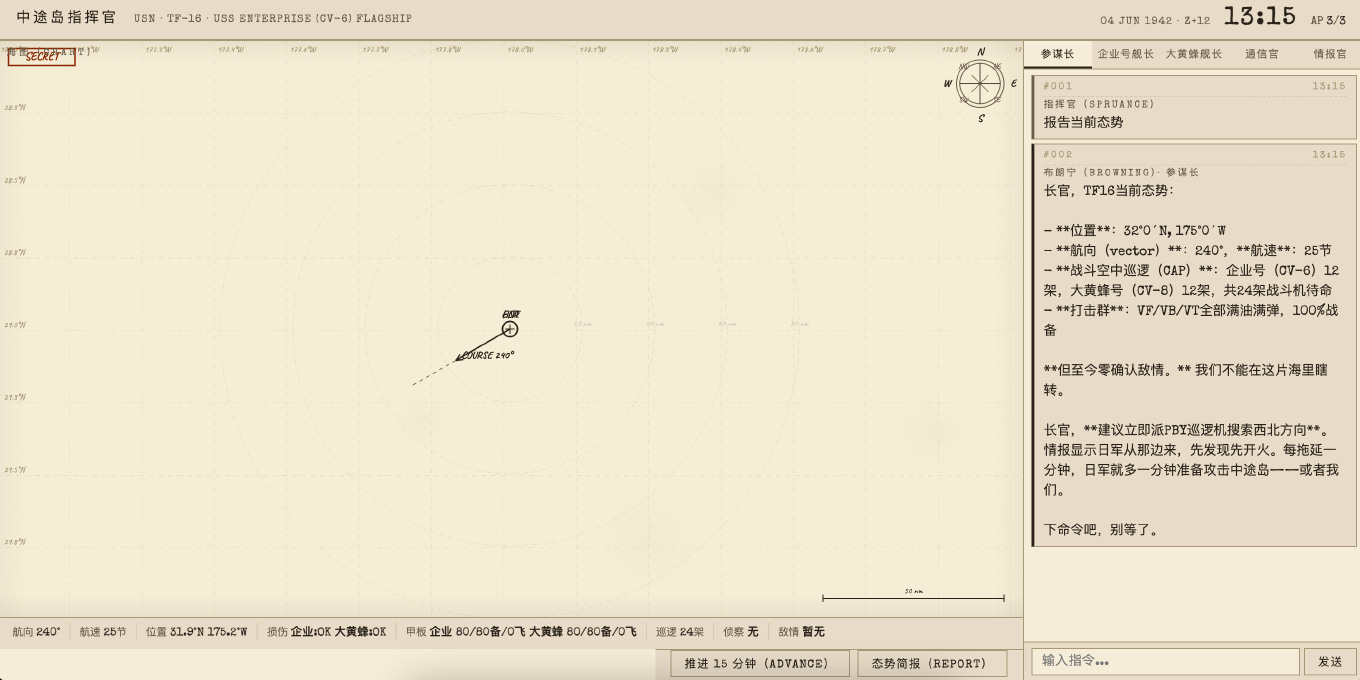 中途岛指挥官 USN · TF-16 · USS ENTERPRISE (CV-6) FLAGSHIP
04 JUN 1942 · Z+12 13:15 AP 3/3
SECRET
N
NE
W E
S
20 nm 40 nm 60 nm 80 nm
COURSE 240°
50 nm
航向 240° 航速 25节 位置 31.9°N 175.2°W 损伤 企业:OK 大黄蜂:OK 甲板 企业 80/80备/0飞 大黄蜂 80/80备/0飞 巡逻 24架 侦察 无 敌情 暂无
推进 15 分钟 (ADVANCE) 态势简报 (REPORT)
参谋长 企业号舰长 大黄蜂舰长 通信官 情报官
#001 13:15
指挥官 (SPRUANCE)
报告当前态势
#002 13:15
布朗宁 (BROWNING)· 参谋长
长官, TF16当前态势:
- **位置**: 32°0′N, 175°0′W
- **航向 (vector) **: 240°, **航速**: 25节
- **战斗空中巡逻 (CAP) **: 企业号 (CV-6) 12
架, 大黄蜂号 (CV-8) 12架, 共24架战斗机待命
- **打击群**: VF/VB/VT全部满油满弹, 100%战
备
**但至今零确认敌情。** 我们不能在这片海里瞎
转。
长官, **建议立即派PBY巡逻机搜索西北方向**。
情报显示日军从那边来, 先发现先开火。每拖延一
分钟, 日军就多一分钟准备攻击中途岛——或者我
们。
下命令吧, 别等了。
输入指令... 发送